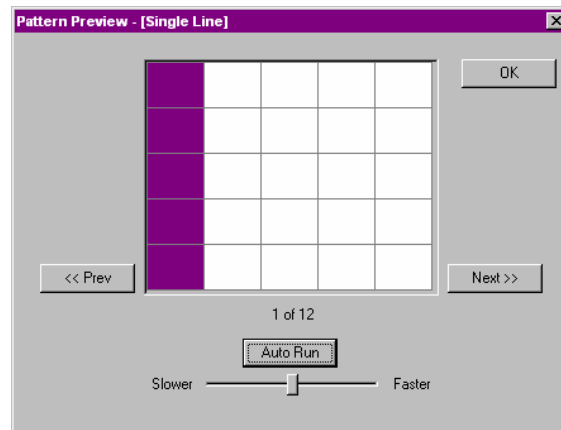 Pattern Preview - [Single Line]
OK
<< Prev
Next >>
1 of 12
Auto Run
Slower
Faster